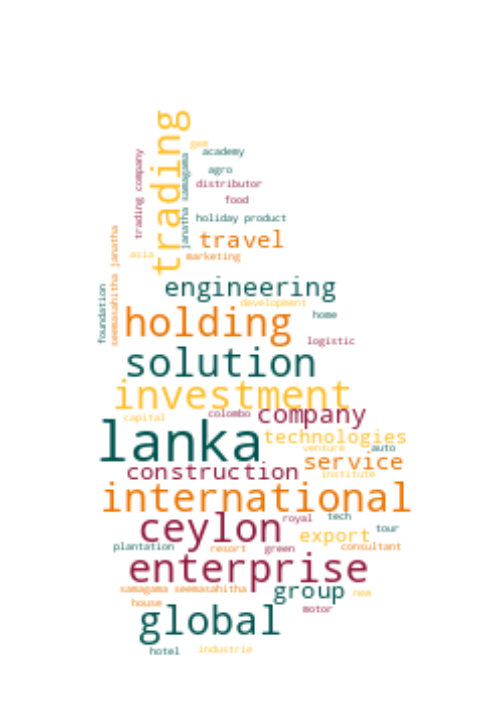 trading
gem
academy
trading company
janatha samagama
agro
distributor
food
holiday product
travel
asia
marketing
seemasahitha janatha
foundation
engineering
development
home
holding
logistic
solution
investment
capital
colombo
company
lanka
technologies
venture
auto
service
construction
institute
international
ceylon
royal
tech
tour
export
plantation
resort
green
consultant
enterprise
samagama seemasahitha
group
new
house
motor
global
hotel
industrie